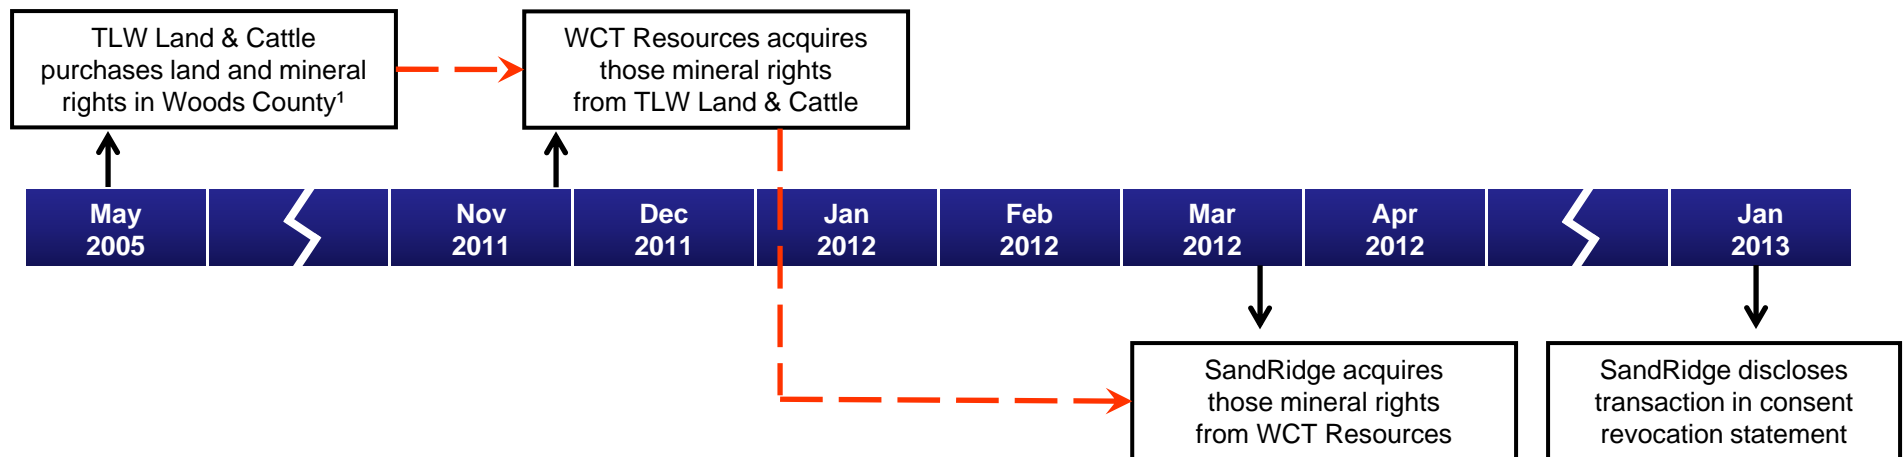 TLW Land & Cattle
purchases land and mineral
rights in Woods County¹
WCT Resources acquires
those mineral rights
from TLW Land & Cattle
May
2005
Nov
2011
Dec
2011
Jan
2012
Feb
2012
Mar
2012
Apr
2012
Jan
2013
SandRidge acquires
those mineral rights
from WCT Resources
SandRidge discloses
transaction in consent
revocation statement